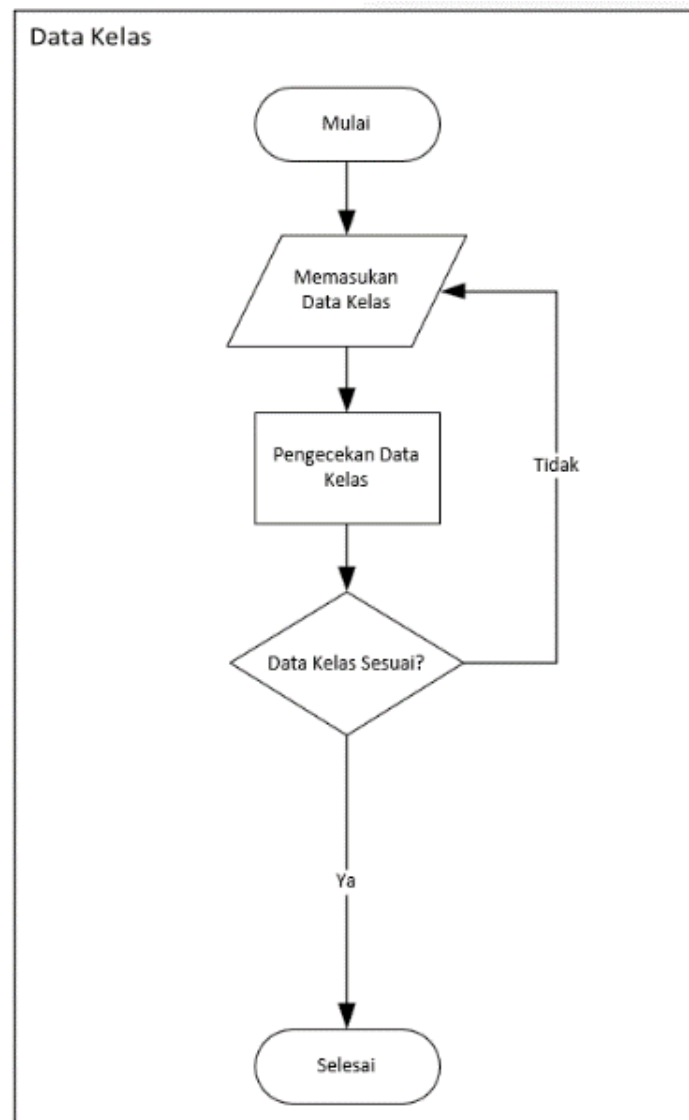 Data Kelas
Mulai
Memasukan
Data Kelas
Pengecekan Data
Kelas
Tidak
Data Kelas Sesuai?
Ya
Selesai